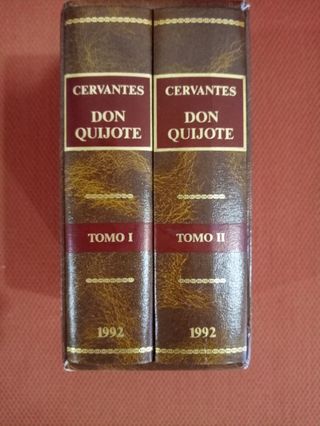 CERVANTES
DON
QUIJOTE
TOMO I
1992
CERVANTES
DON
QUIJOTE
TOMO II
1992